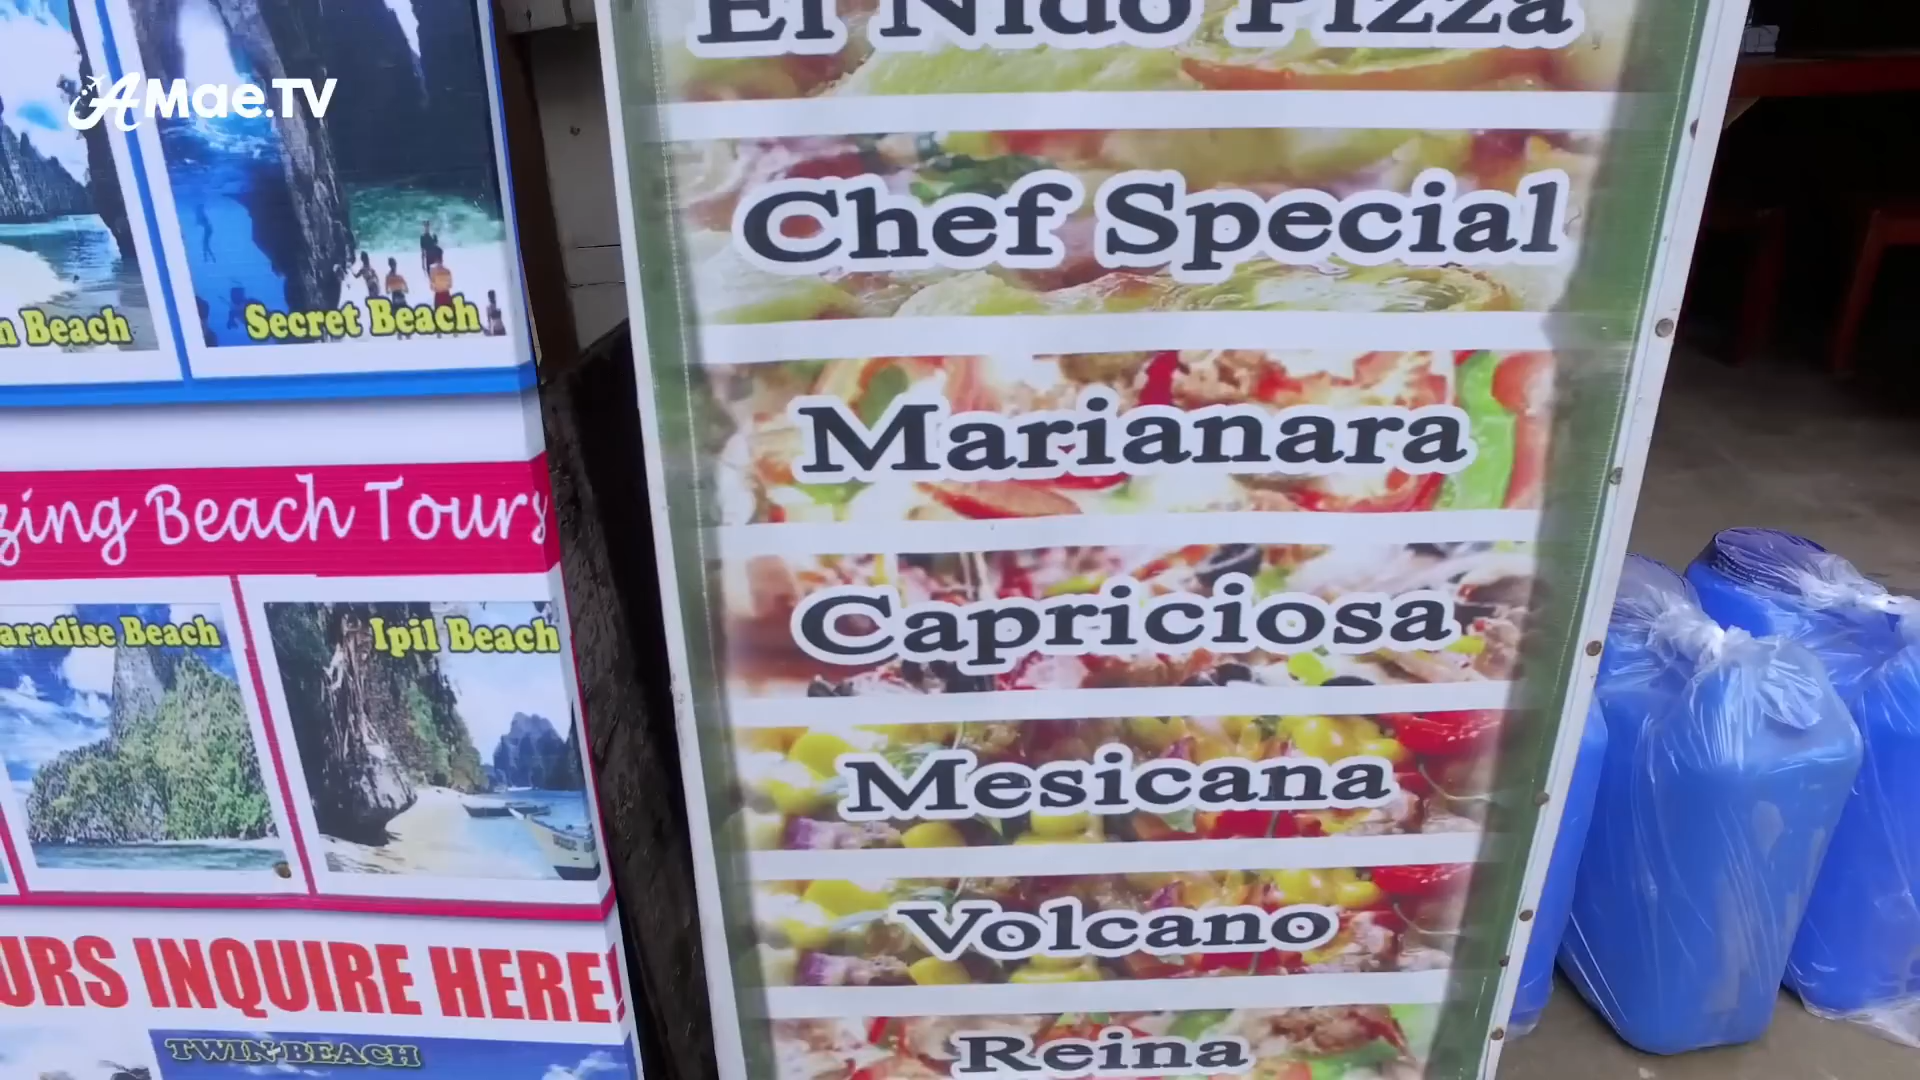 AMae.TV
Beach
Secret Beach
zing Beach Tours
aradise Beach
Ipil Beach
URS INQUIRE HERE!
TWIN BEACH
El Nido Pizza
Chef Special
Marianara
Capriciosa
Mesicana
Volcano
Reina